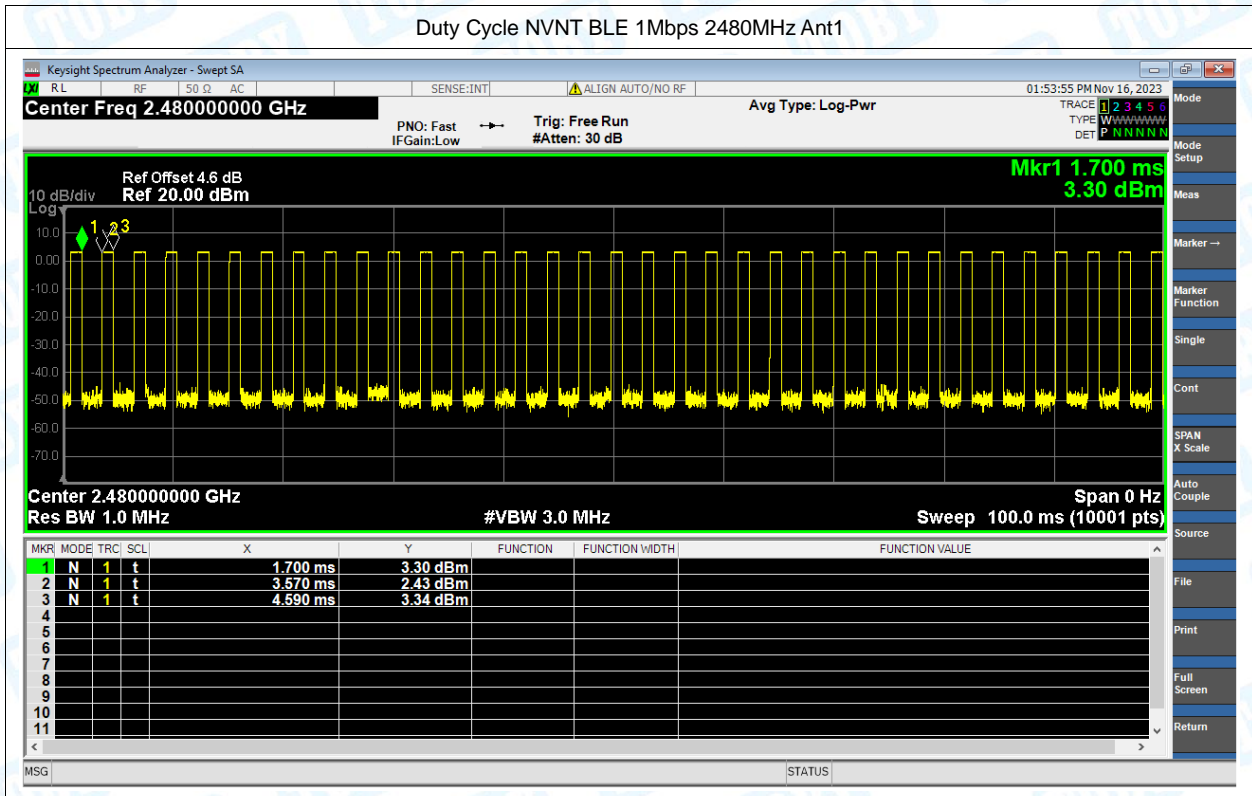 Duty Cycle NVNT BLE 1Mbps 2480MHz Ant1
Keysight Spectrum Analyzer - Swept SA
LXI RL RF 50 Ω AC SENSE:INT ALIGN AUTO/NO RF 01:53:55 PM Nov 16, 2023
Center Freq 2.480000000 GHz
Avg Type: Log-Pwr
TRACE 1 2 3 4 5 6
PNO: Fast Trig: Free Run
TYPE WWWWWWW
IFGain:Low #Atten: 30 dB
DET P N N N N N
Mkr1 1.700 ms
3.30 dBm
Ref Offset 4.6 dB
10 dB/div Ref 20.00 dBm
Log
1 2 3
10.0
0.00
-10.0
-20.0
-30.0
-40.0
-50.0
-60.0
-70.0
Center 2.480000000 GHz Span 0 Hz
Res BW 1.0 MHz #VBW 3.0 MHz Sweep 100.0 ms (10001 pts)
MKR MODE TRC SCL X Y FUNCTION FUNCTION WIDTH FUNCTION VALUE
1 N 1 t 1.700 ms 3.30 dBm
2 N 1 t 3.570 ms 2.43 dBm
3 N 1 t 4.590 ms 3.34 dBm
4
5
6
7
8
9
10
11
MSG STATUS
Mode
Mode
Setup
Meas
Marker→
Marker
Function
Single
Cont
SPAN
X Scale
Auto
Couple
Source
File
Print
Full
Screen
Return
TOBY